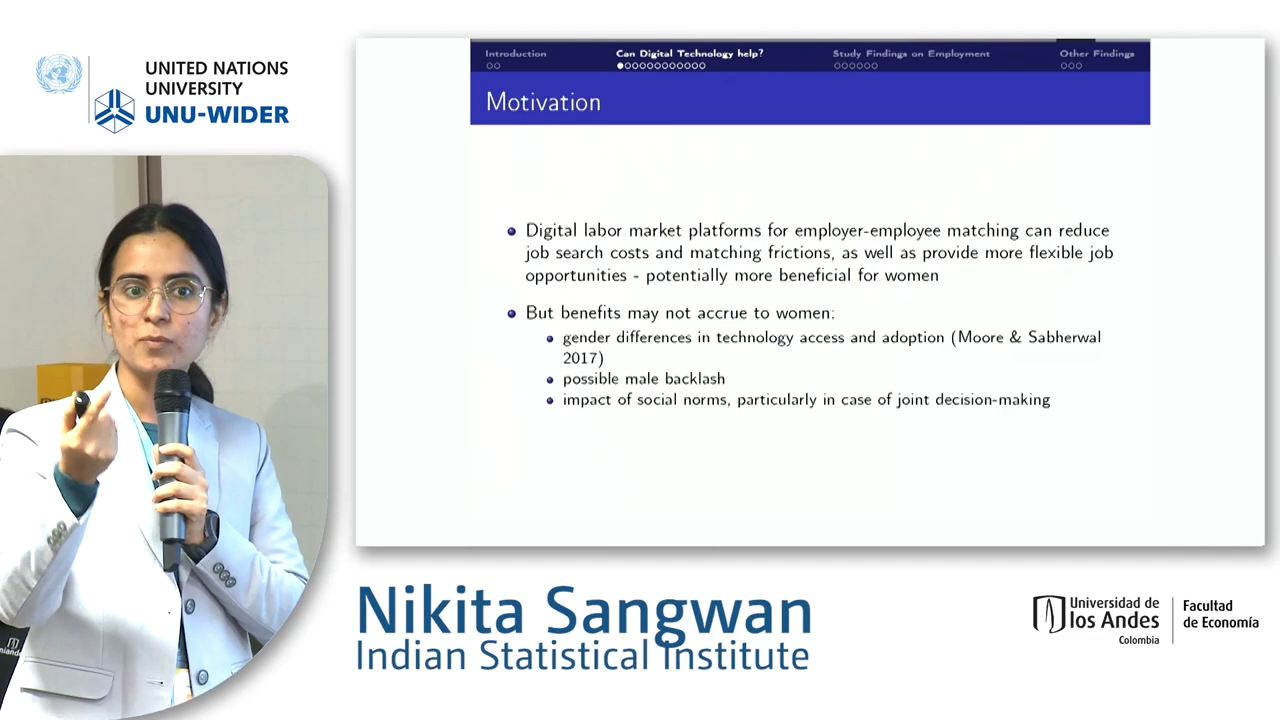 UNITED NATIONS
UNIVERSITY
UNU-WIDER
Introduction
Can Digital Technology help?
Study Findings on Employment
Other Findings
Motivation
Digital labor market platforms for employer-employee matching can reduce
job search costs and matching frictions, as well as provide more flexible job
opportunities - potentially more beneficial for women
But benefits may not accrue to women:
gender differences in technology access and adoption (Moore & Sabherwal
2017)
possible male backlash
impact of social norms, particularly in case of joint decision-making
Nikita Sangwan
Indian Statistical Institute
Universidad de
los Andes
Colombia
Facultad
de Economía